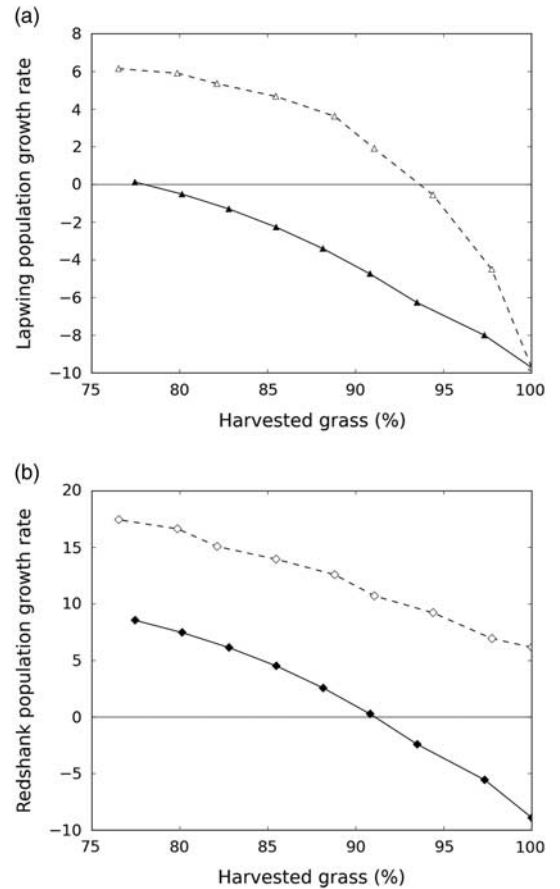 (a)
Lapwing population growth rate
8
6
4
2
0
−2
−4
−6
−8
−10
75 80 85 90 95 100
Harvested grass (%)
(b)
Redshank population growth rate
20
15
10
5
0
−5
−10
75 80 85 90 95 100
Harvested grass (%)